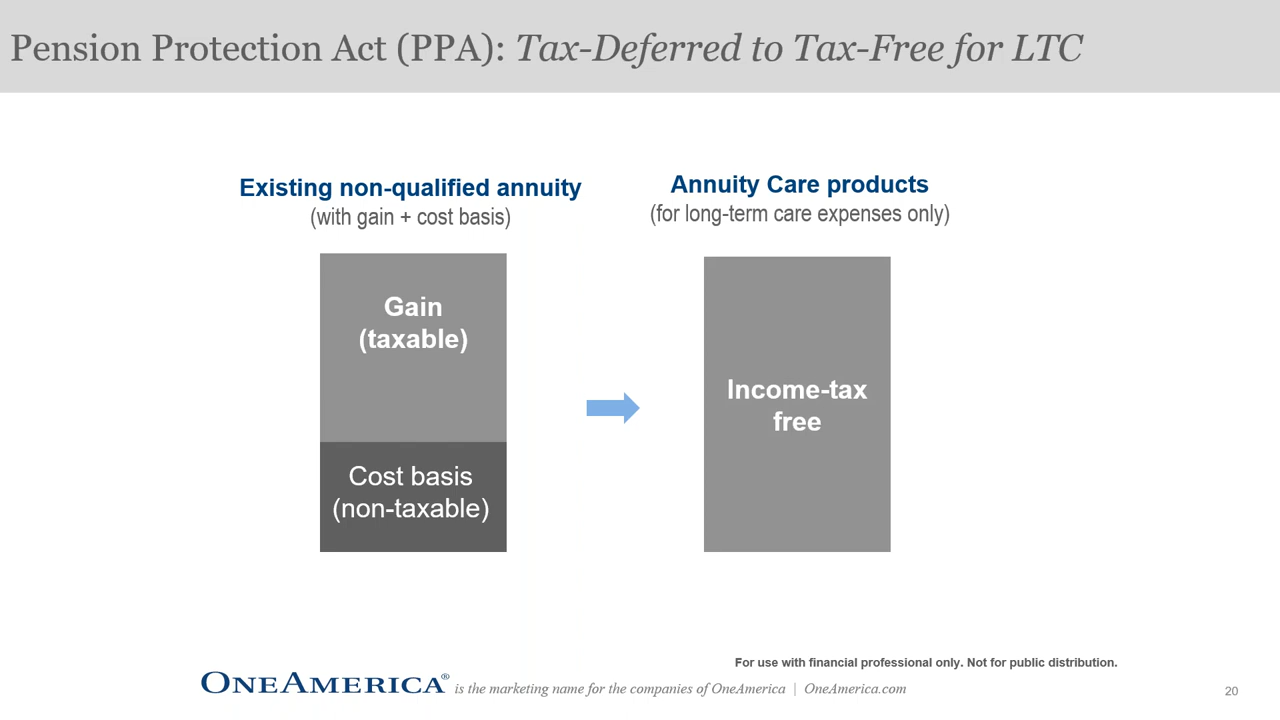 Pension Protection Act (PPA): Tax-Deferred to Tax-Free for LTC
Existing non-qualified annuity
(with gain + cost basis)
Gain
(taxable)
Cost basis
(non-taxable)
Annuity Care products
(for long-term care expenses only)
Income-tax
free
For use with financial professional only. Not for public distribution.
ONEAMERICA® is the marketing name for the companies of OneAmerica | OneAmerica.com
20